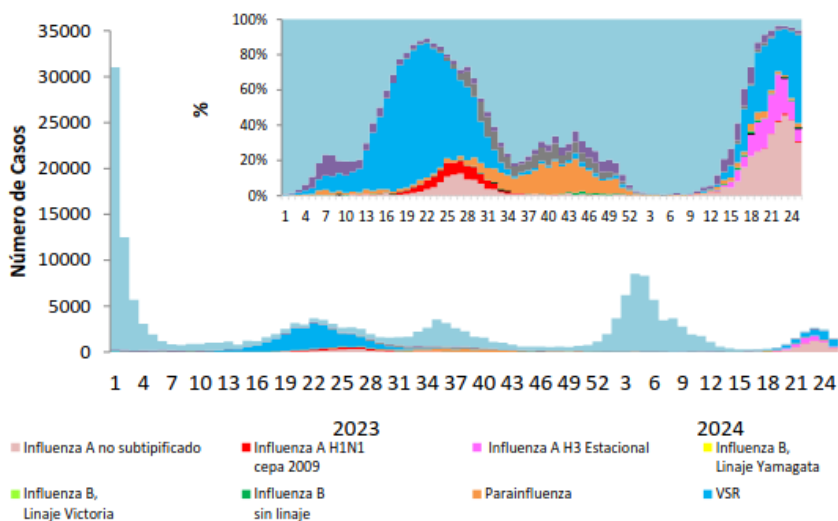 35000
30000
25000
20000
15000
10000
5000
0
Número de Casos
100%
80%
60%
40%
20%
0%
%
1 4 7 10 13 16 19 22 25 28 31 34 37 40 43 46 49 52 3 6 9 12 15 18 21 24
1 4 7 10 13 16 19 22 25 28 31 34 37 40 43 46 49 52 3 6 9 12 15 18 21 24
2023 2024
Influenza A no subtipificado
Influenza A H1N1
cepa 2009
Influenza A H3 Estacional
Influenza B,
Linaje Yamagata
Influenza B,
Linaje Victoria
Influenza B
sin linaje
Parainfluenza
VSR